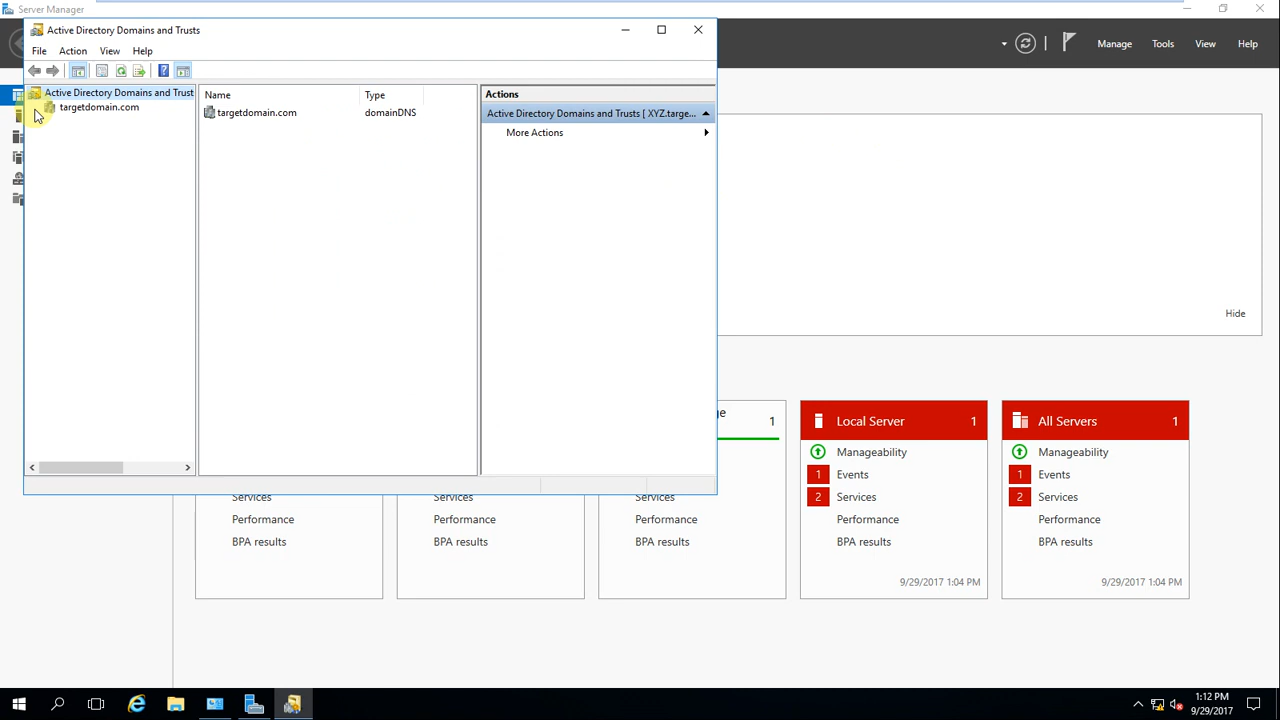 Server Manager
Active Directory Domains and Trusts
File Action View Help
Manage Tools View Help
Active Directory Domains and Trust
targetdomain.com
Name Type
targetdomain.com domainDNS
Actions
Active Directory Domains and Trusts [ XYZ.targe...
More Actions
Hide
1
Local Server 1
Manageability
1 Events
2 Services
Performance
BPA results
9/29/2017 1:04 PM
All Servers 1
Manageability
1 Events
2 Services
Performance
BPA results
9/29/2017 1:04 PM
Services
Performance
BPA results
Services
Performance
BPA results
Services
Performance
BPA results
1:12 PM
9/29/2017